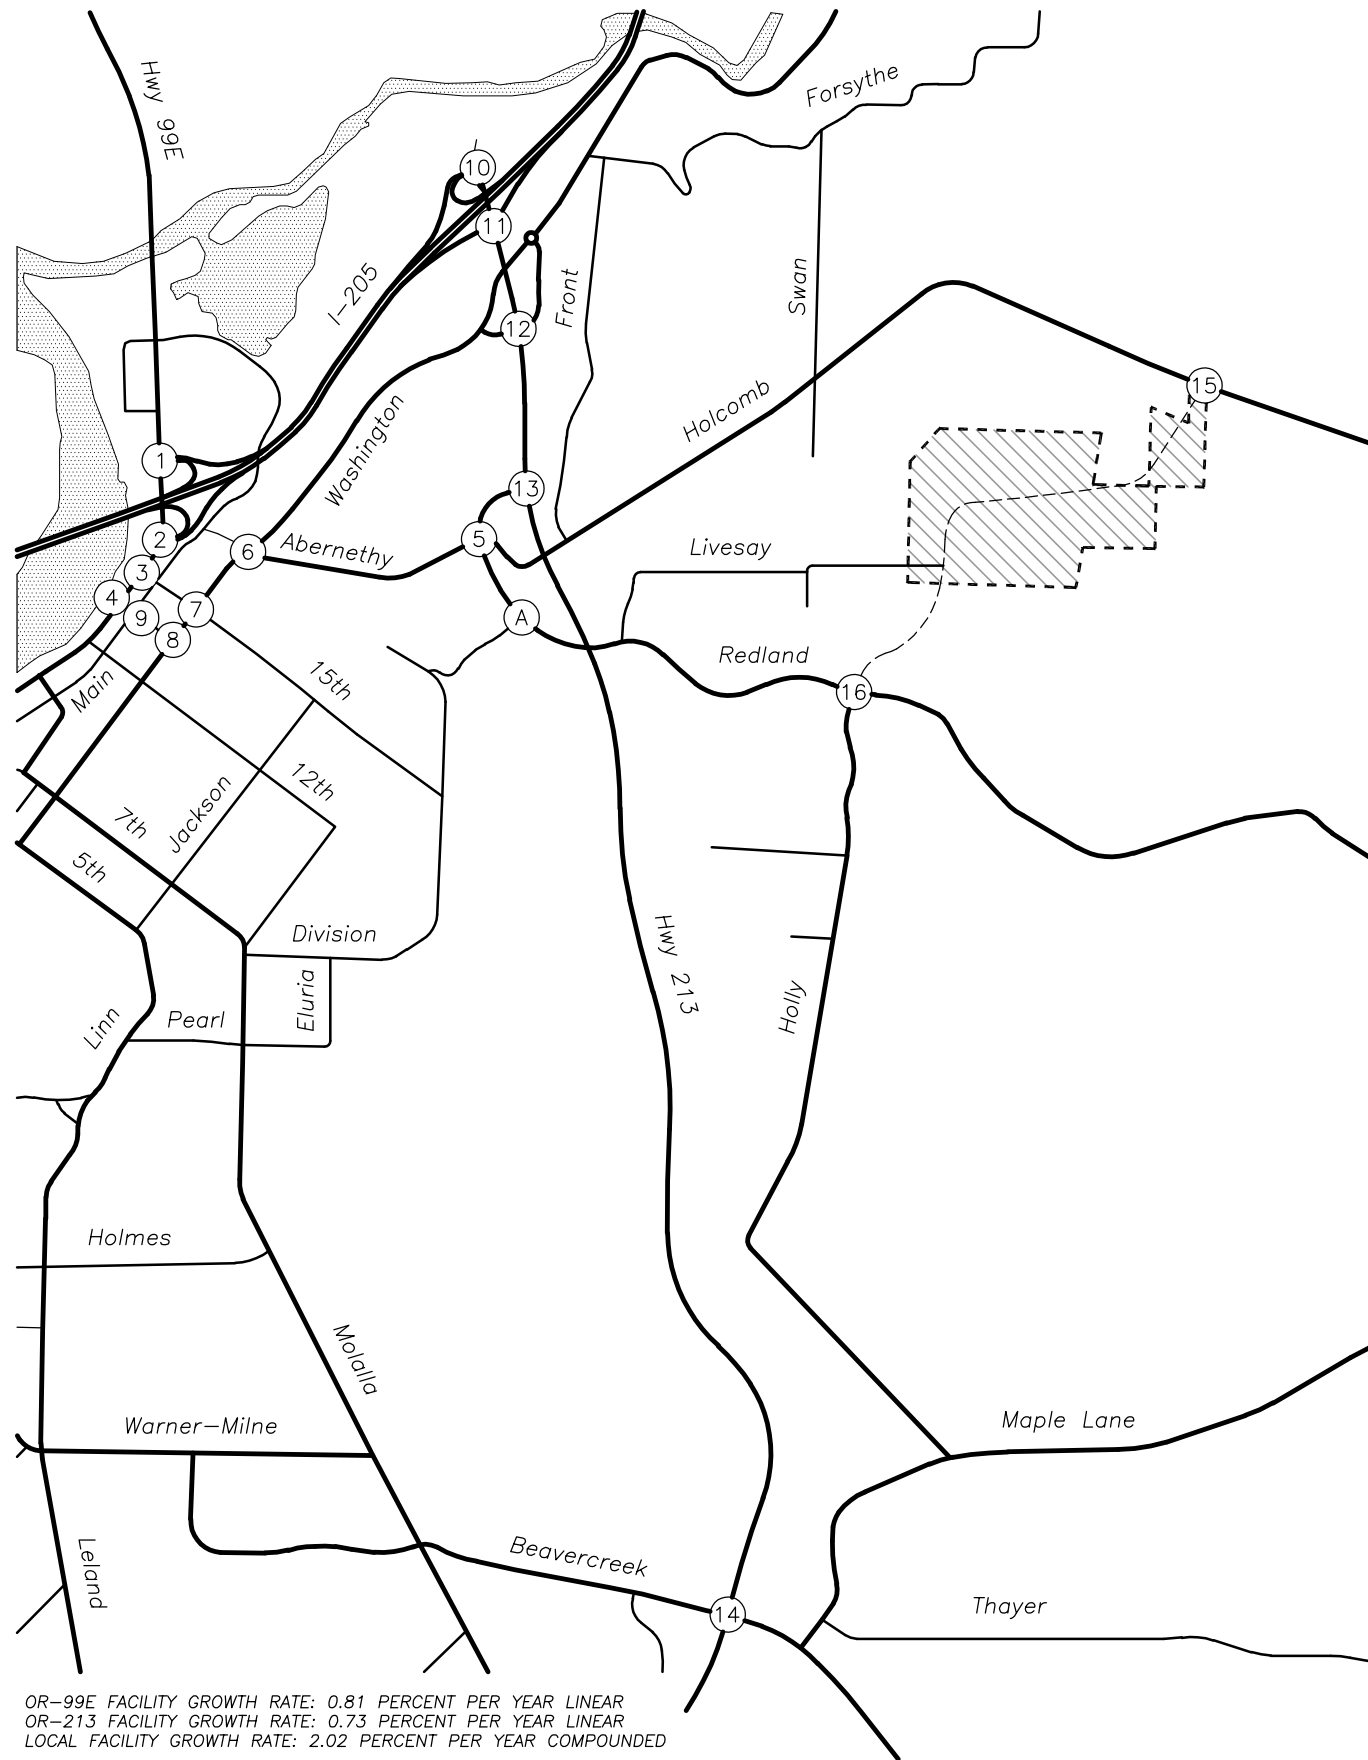 Hwy 99E
Forsythe
10
11
I-205
Front
Swan
12
15
Holcomb
Washington
1
13
2
5
6
Abernethy
Livesay
3
4
9
7
A
8
Redland
15th
Main
16
12th
Jackson
7th
5th
Division
Hwy 213
Eluria
Holly
Pearl
Linn
Holmes
Molalla
Maple Lane
Warner-Milne
Beavercreek
Leland
14
Thayer
OR-99E FACILITY GROWTH RATE: 0.81 PERCENT PER YEAR LINEAR
OR-213 FACILITY GROWTH RATE: 0.73 PERCENT PER YEAR LINEAR
LOCAL FACILITY GROWTH RATE: 2.02 PERCENT PER YEAR COMPOUNDED